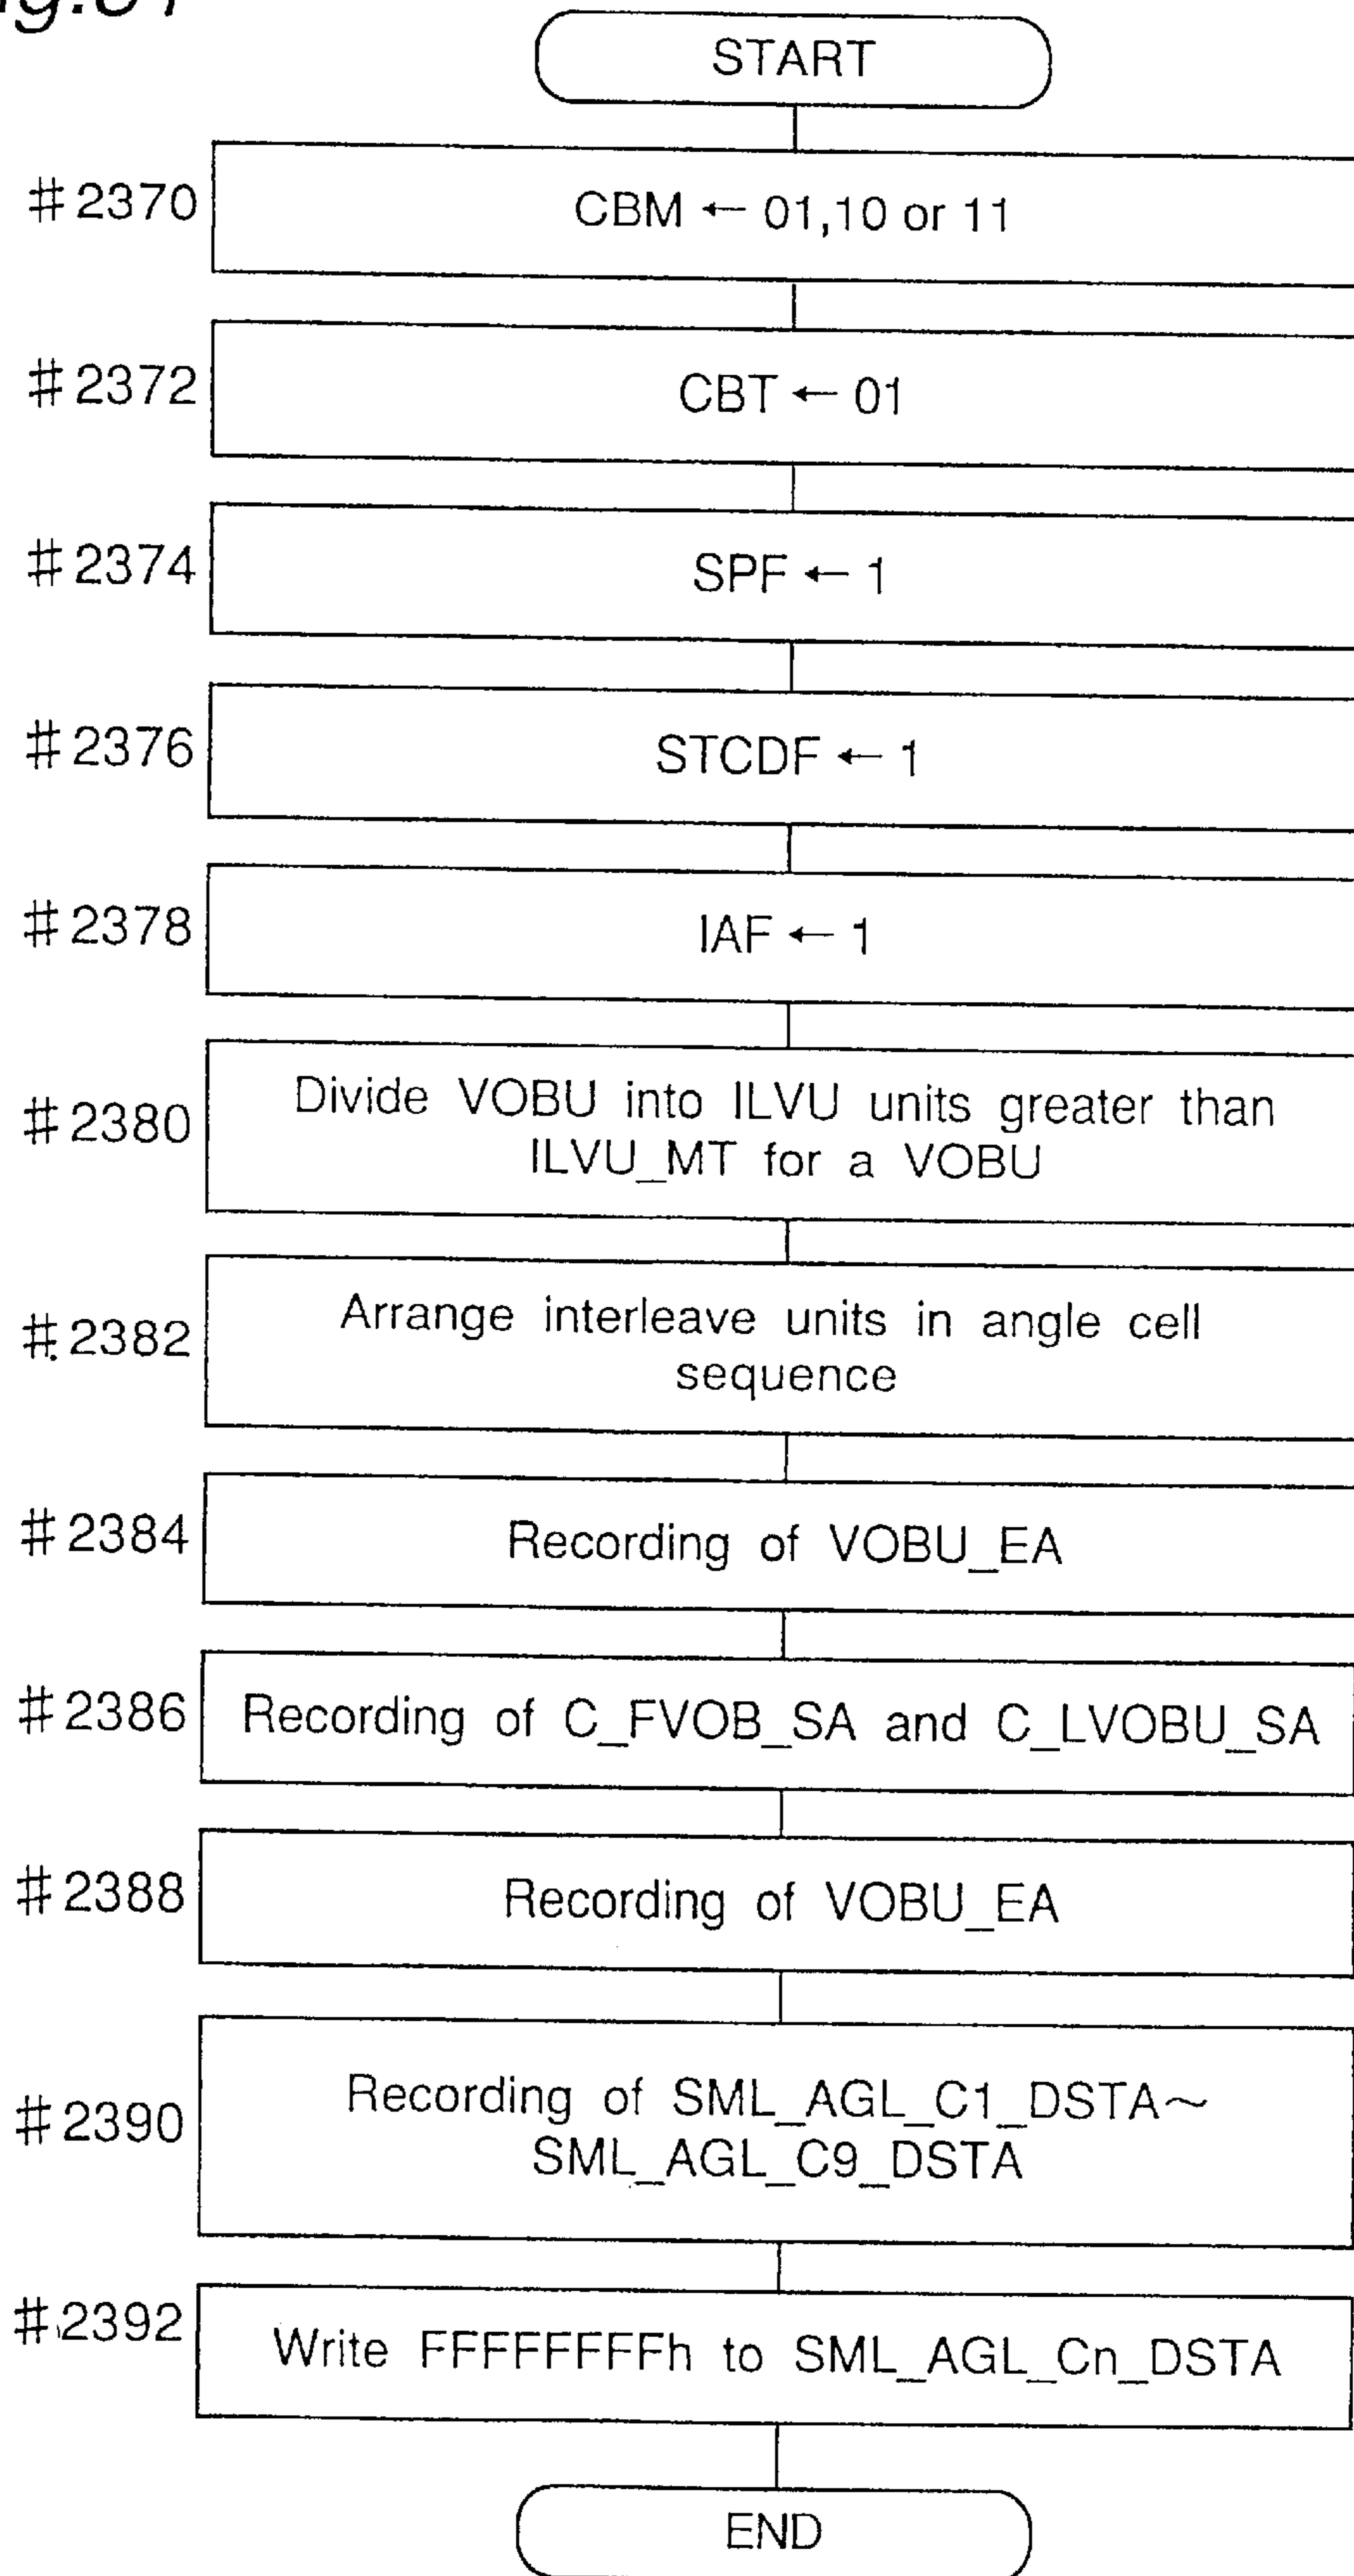 START
#2370
CBM ← 01,10 or 11
#2372
CBT ← 01
#2374
SPF ← 1
#2376
STCDF ← 1
#2378
IAF ← 1
#2380
Divide VOBU into ILVU units greater than
ILVU_MT for a VOBU
#2382
Arrange interleave units in angle cell
sequence
#2384
Recording of VOBU_EA
#2386
Recording of C_FVOB_SA and C_LVOBU_SA
#2388
Recording of VOBU_EA
#2390
Recording of SML_AGL_C1_DSTA~
SML_AGL_C9_DSTA
#2392
Write FFFFFFFFh to SML_AGL_Cn_DSTA
END